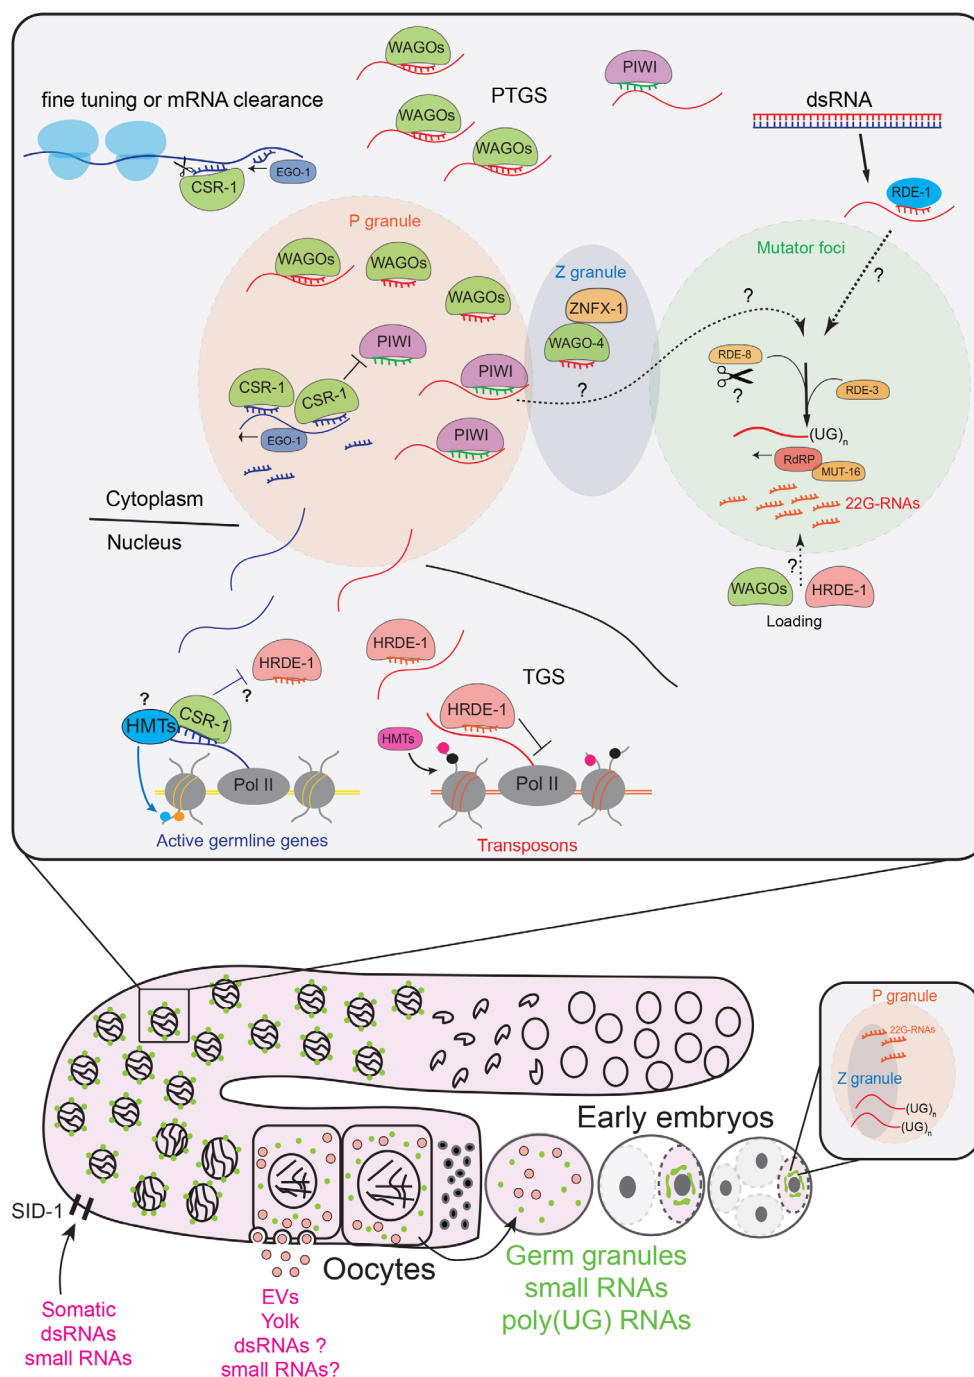 WAGOs
PIWI
PTGS
fine tuning or mRNA clearance
dsRNA
WAGOs
WAGOs
EGO-1
CSR-1
RDE-1
P granule
Mutator foci
?
WAGOs
WAGOs
Z granule
?
WAGOs
ZNFX-1
PIWI
WAGO-4
RDE-8
?
PIWI
?
CSR-1
CSR-1
RDE-3
EGO-1
PIWI
(UG)n
RdRP
MUT-16
22G-RNAs
Cytoplasm
Nucleus
?
WAGOs
HRDE-1
Loading
HRDE-1
HRDE-1
TGS
?
?
HMTs
CSR-1
HRDE-1
HMTs
Pol II
Pol II
Active germline genes
Transposons
P granule
22G-RNAs
Z granule
(UG)n
(UG)n
Early embryos
SID-1
Oocytes
Germ granules
small RNAs
poly(UG) RNAs
Somatic
dsRNAs
small RNAs
EVs
Yolk
dsRNAs ?
small RNAs?